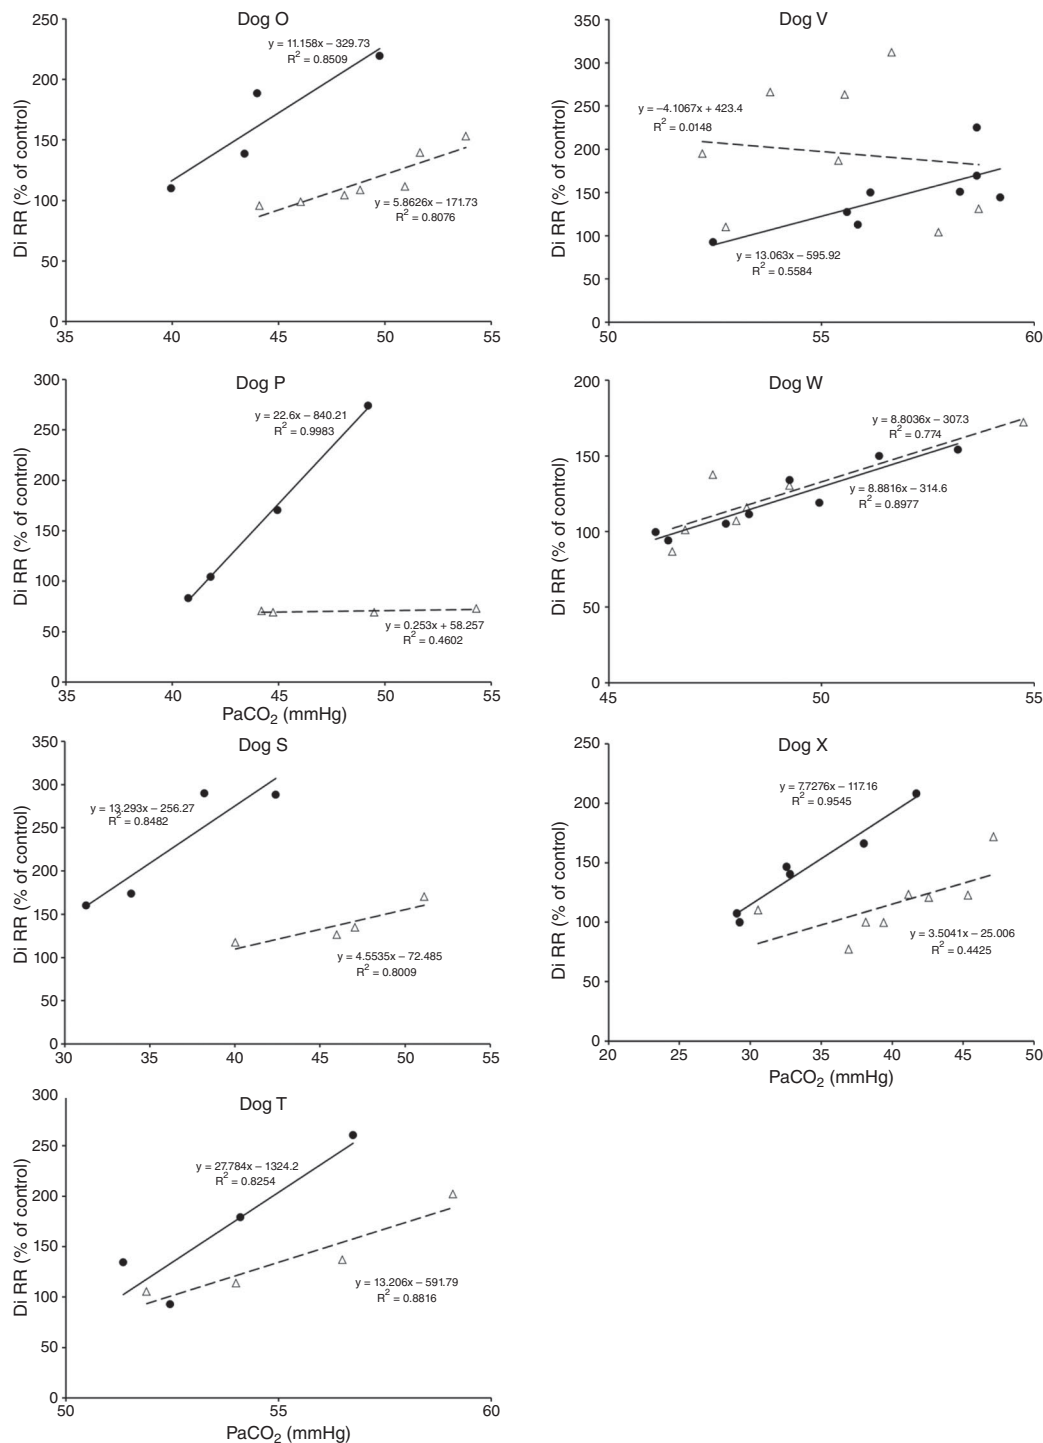 Dog O
250
200
150
100
50
0
35
40
45
50
55
Di RR (% of control)
y = 11.158x – 329.73
R2 = 0.8509
y = 5.8626x – 171.73
R2 = 0.8076
Dog V
350
300
250
200
150
100
50
0
50
55
60
Di RR (% of control)
y = –4.1067x + 423.4
R2 = 0.0148
y = 13.063x – 595.92
R2 = 0.5584
Dog P
300
250
200
150
100
50
0
35
40
45
50
55
Di RR (% of control)
PaCO2 (mmHg)
y = 22.6x – 840.21
R2 = 0.9983
y = 0.253x + 58.257
R2 = 0.4602
Dog W
200
150
100
50
0
45
50
55
Di RR (% of control)
y = 8.8036x – 307.3
R2 = 0.774
y = 8.8816x – 314.6
R2 = 0.8977
Dog S
350
300
250
200
150
100
50
0
30
35
40
45
50
55
Di RR (% of control)
y = 13.293x – 256.27
R2 = 0.8482
y = 4.5535x – 72.485
R2 = 0.8009
Dog X
250
200
150
100
50
0
20
25
30
35
40
45
50
Di RR (% of control)
PaCO2 (mmHg)
y = 7.7276x – 117.16
R2 = 0.9545
y = 3.5041x – 25.006
R2 = 0.4425
Dog T
300
250
200
150
100
50
0
50
55
60
Di RR (% of control)
PaCO2 (mmHg)
y = 27.784x – 1324.2
R2 = 0.8254
y = 13.206x – 591.79
R2 = 0.8816